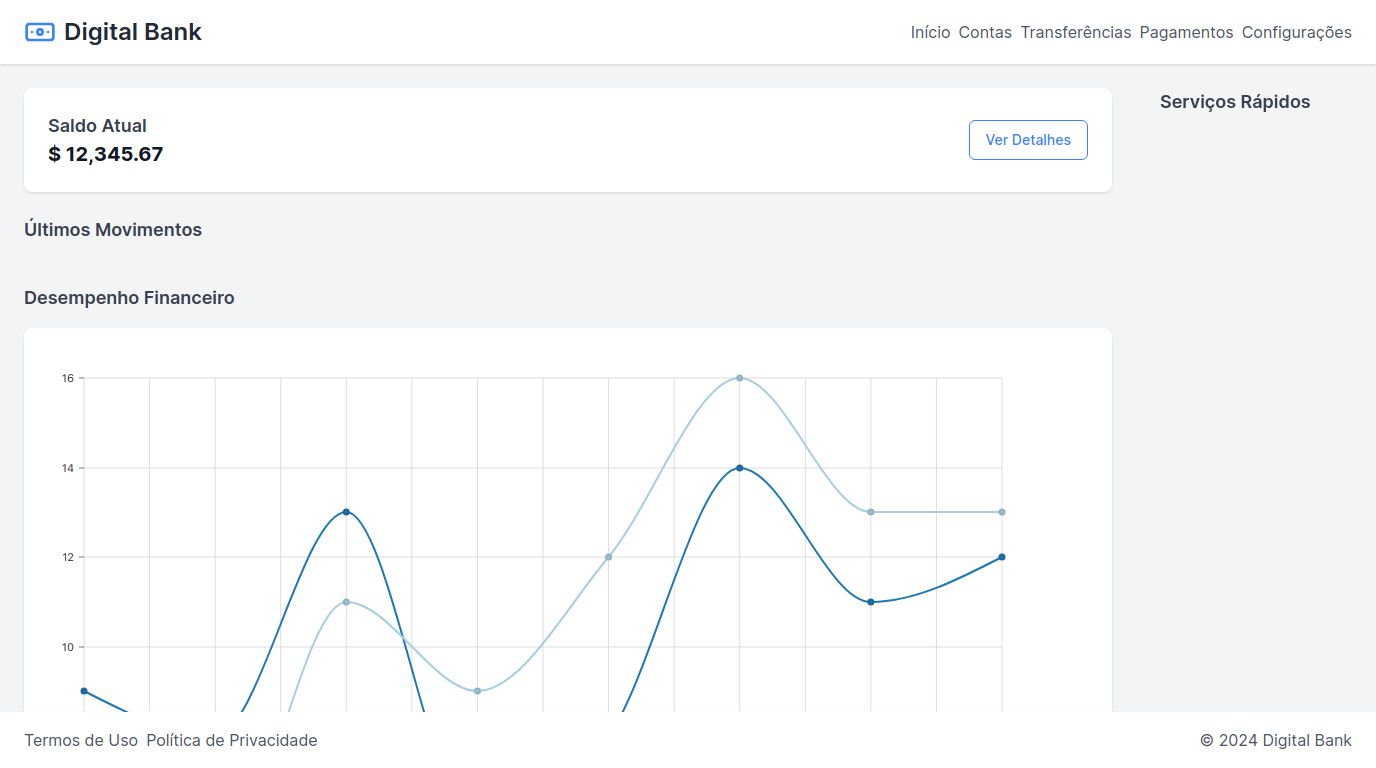 Digital Bank
Início Contas Transferências Pagamentos Configurações
Saldo Atual
$ 12,345.67
Ver Detalhes
Serviços Rápidos
Últimos Movimentos
Desempenho Financeiro
16
14
12
10
Termos de Uso Política de Privacidade
© 2024 Digital Bank